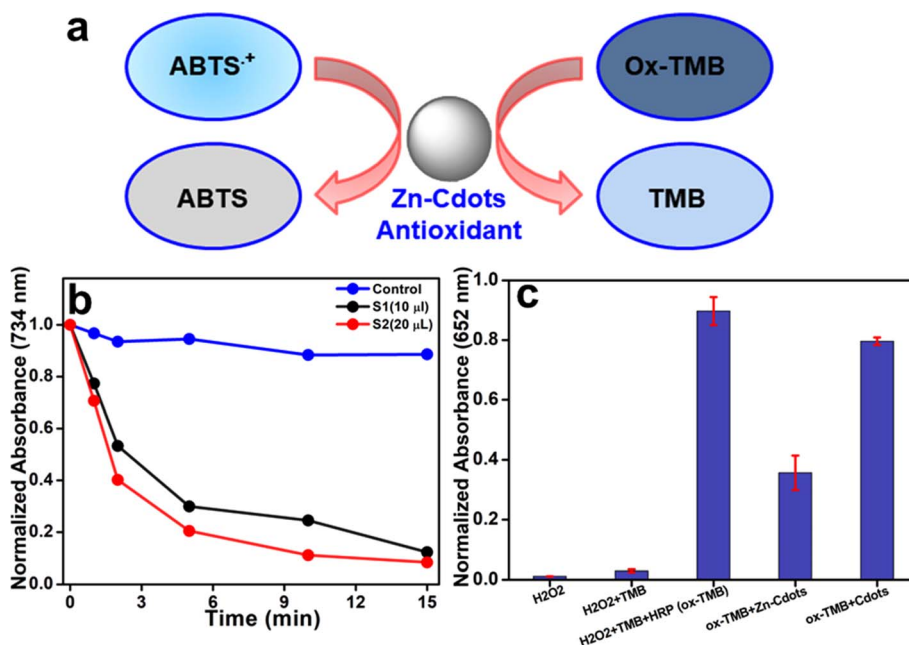 a
ABTS·+
Ox-TMB
ABTS
Zn-Cdots
Antioxidant
TMB
b
Control
S1(10 µl)
S2(20 µL)
Normalized Absorbance (734 nm)
1.0
0.8
0.6
0.4
0.2
0.0
0 3 6 9 12 15
Time (min)
c
Normalized Absorbance (652 nm)
1.0
0.8
0.6
0.4
0.2
0.0
H2O2
H2O2+TMB
H2O2+TMB+HRP (ox-TMB)
ox-TMB+Zn-Cdots
ox-TMB+Cdots